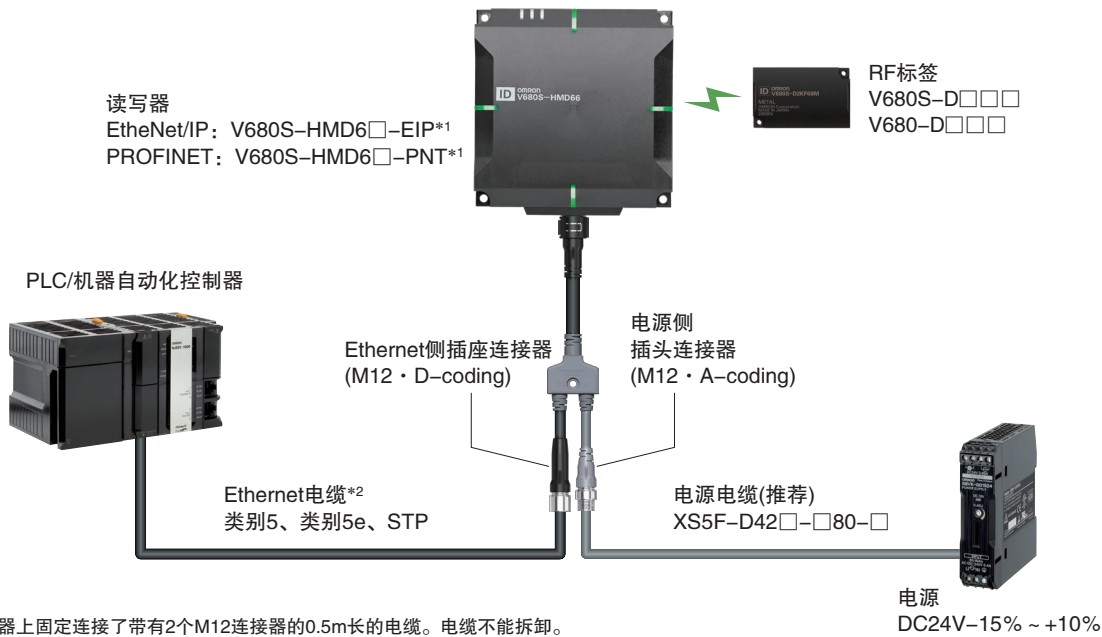 ID OMRON
V680S-HMD66
ID OMRON
V680S-D2KF68M
METAL
RF标签
V680S-D□□□
V680-D□□□
读写器
EtheNet/IP：V680S-HMD6□-EIP*1
PROFINET：V680S-HMD6□-PNT*1
PLC/机器自动化控制器
Ethernet侧插座连接器
(M12・D-coding)
电源侧
插头连接器
(M12・A-coding)
Ethernet电缆*2
类别5、类别5e、STP
电源电缆(推荐)
XS5F-D42□-□80-□
电源
DC24V-15%～+10%
器上固定连接了带有2个M12连接器的0.5m长的电缆。电缆不能拆卸。